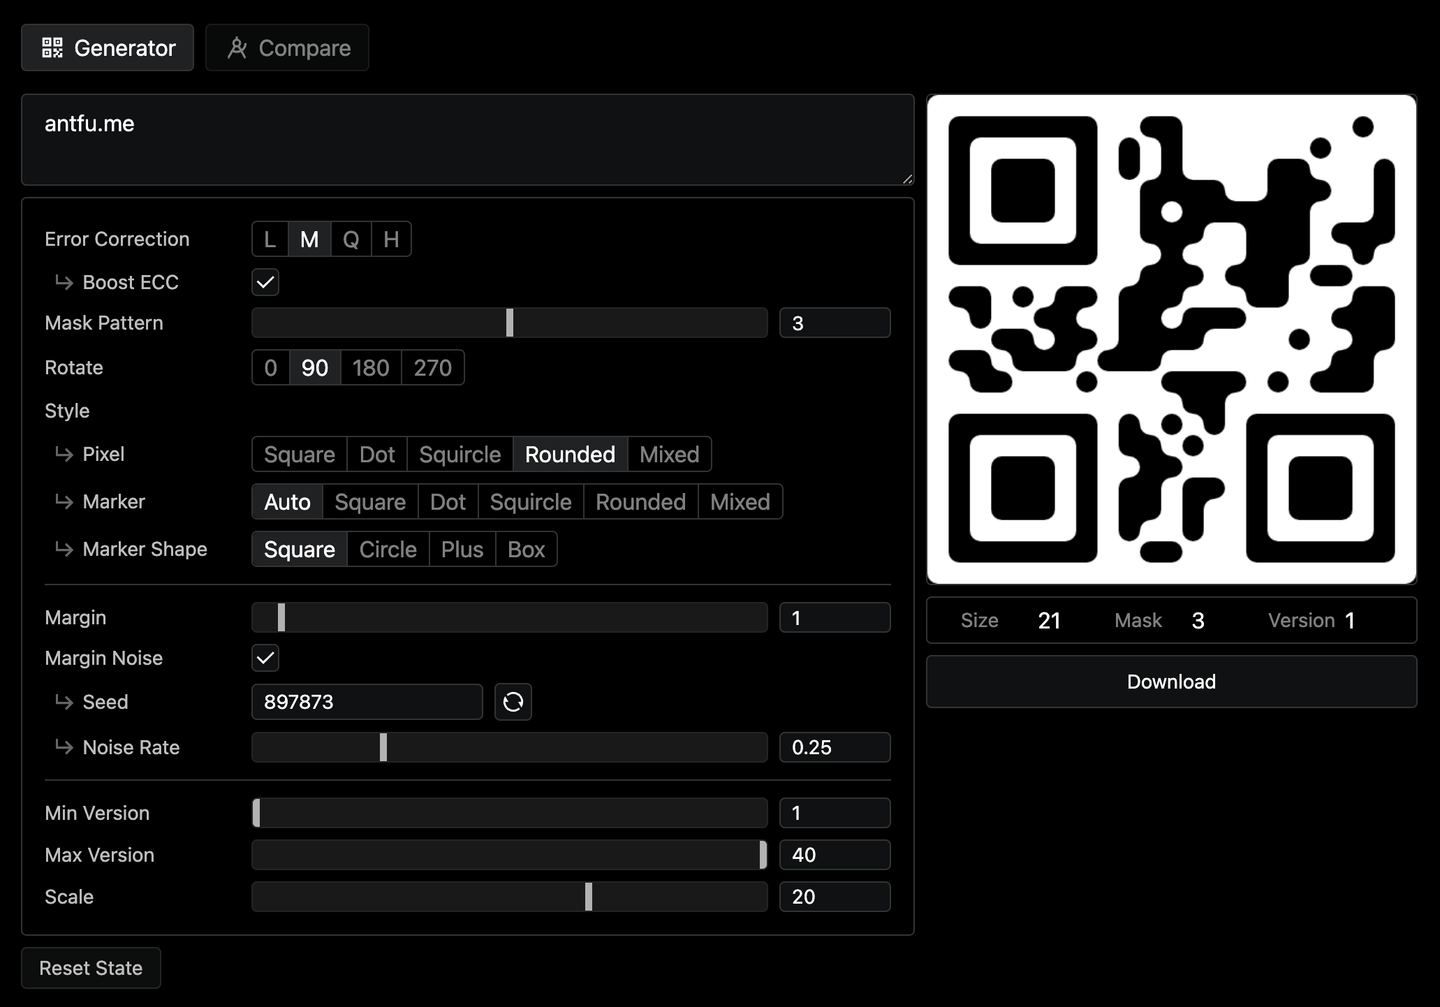 Generator Compare
antfu.me
Error Correction L M Q H
Boost ECC
Mask Pattern 3
Rotate 0 90 180 270
Style
Pixel Square Dot Squircle Rounded Mixed
Marker Auto Square Dot Squircle Rounded Mixed
Marker Shape Square Circle Plus Box
Margin 1
Margin Noise
Seed 897873
Noise Rate 0.25
Min Version 1
Max Version 40
Scale 20
Reset State
Size 21 Mask 3 Version 1
Download